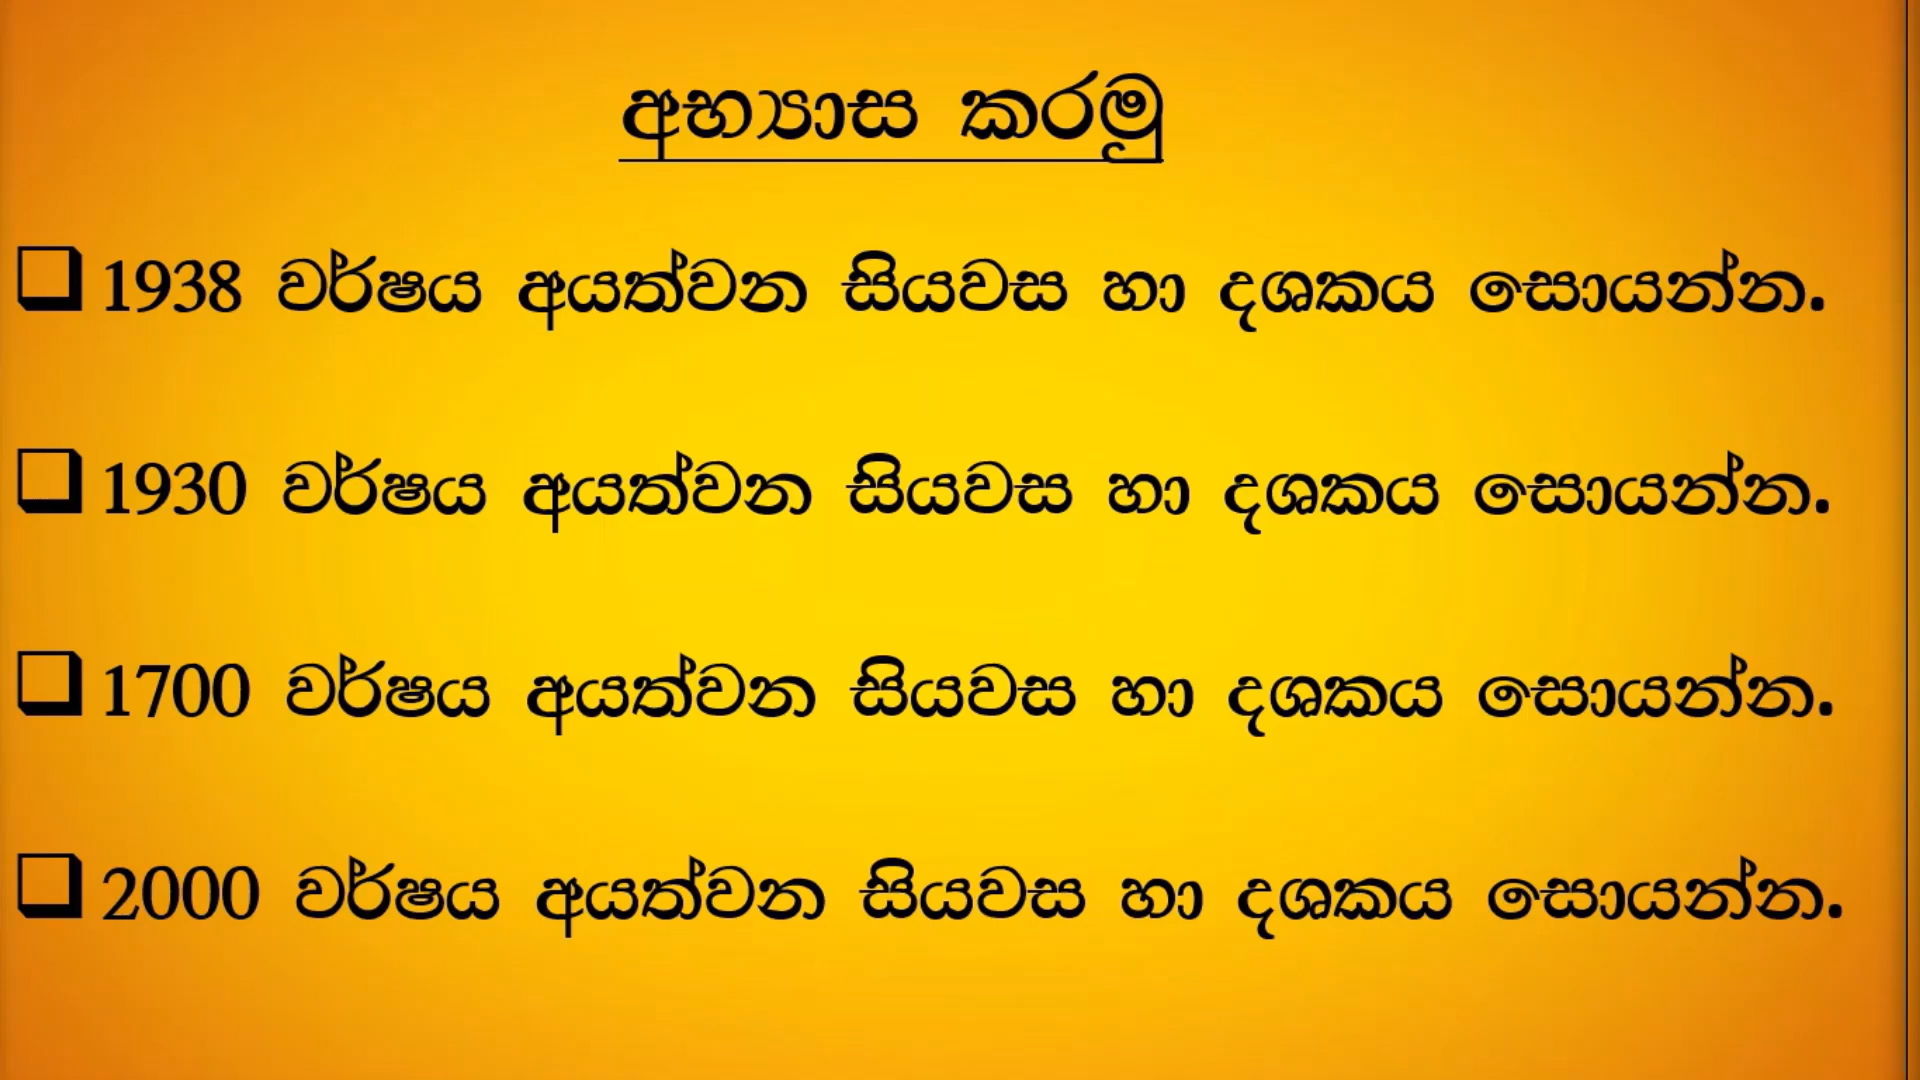 අභ්‍යාස කරමු
1938 වර්ෂය අයත්වන සියවස හා දශකය සොයන්න.
1930 වර්ෂය අයත්වන සියවස හා දශකය සොයන්න.
1700 වර්ෂය අයත්වන සියවස හා දශකය සොයන්න.
2000 වර්ෂය අයත්වන සියවස හා දශකය සොයන්න.